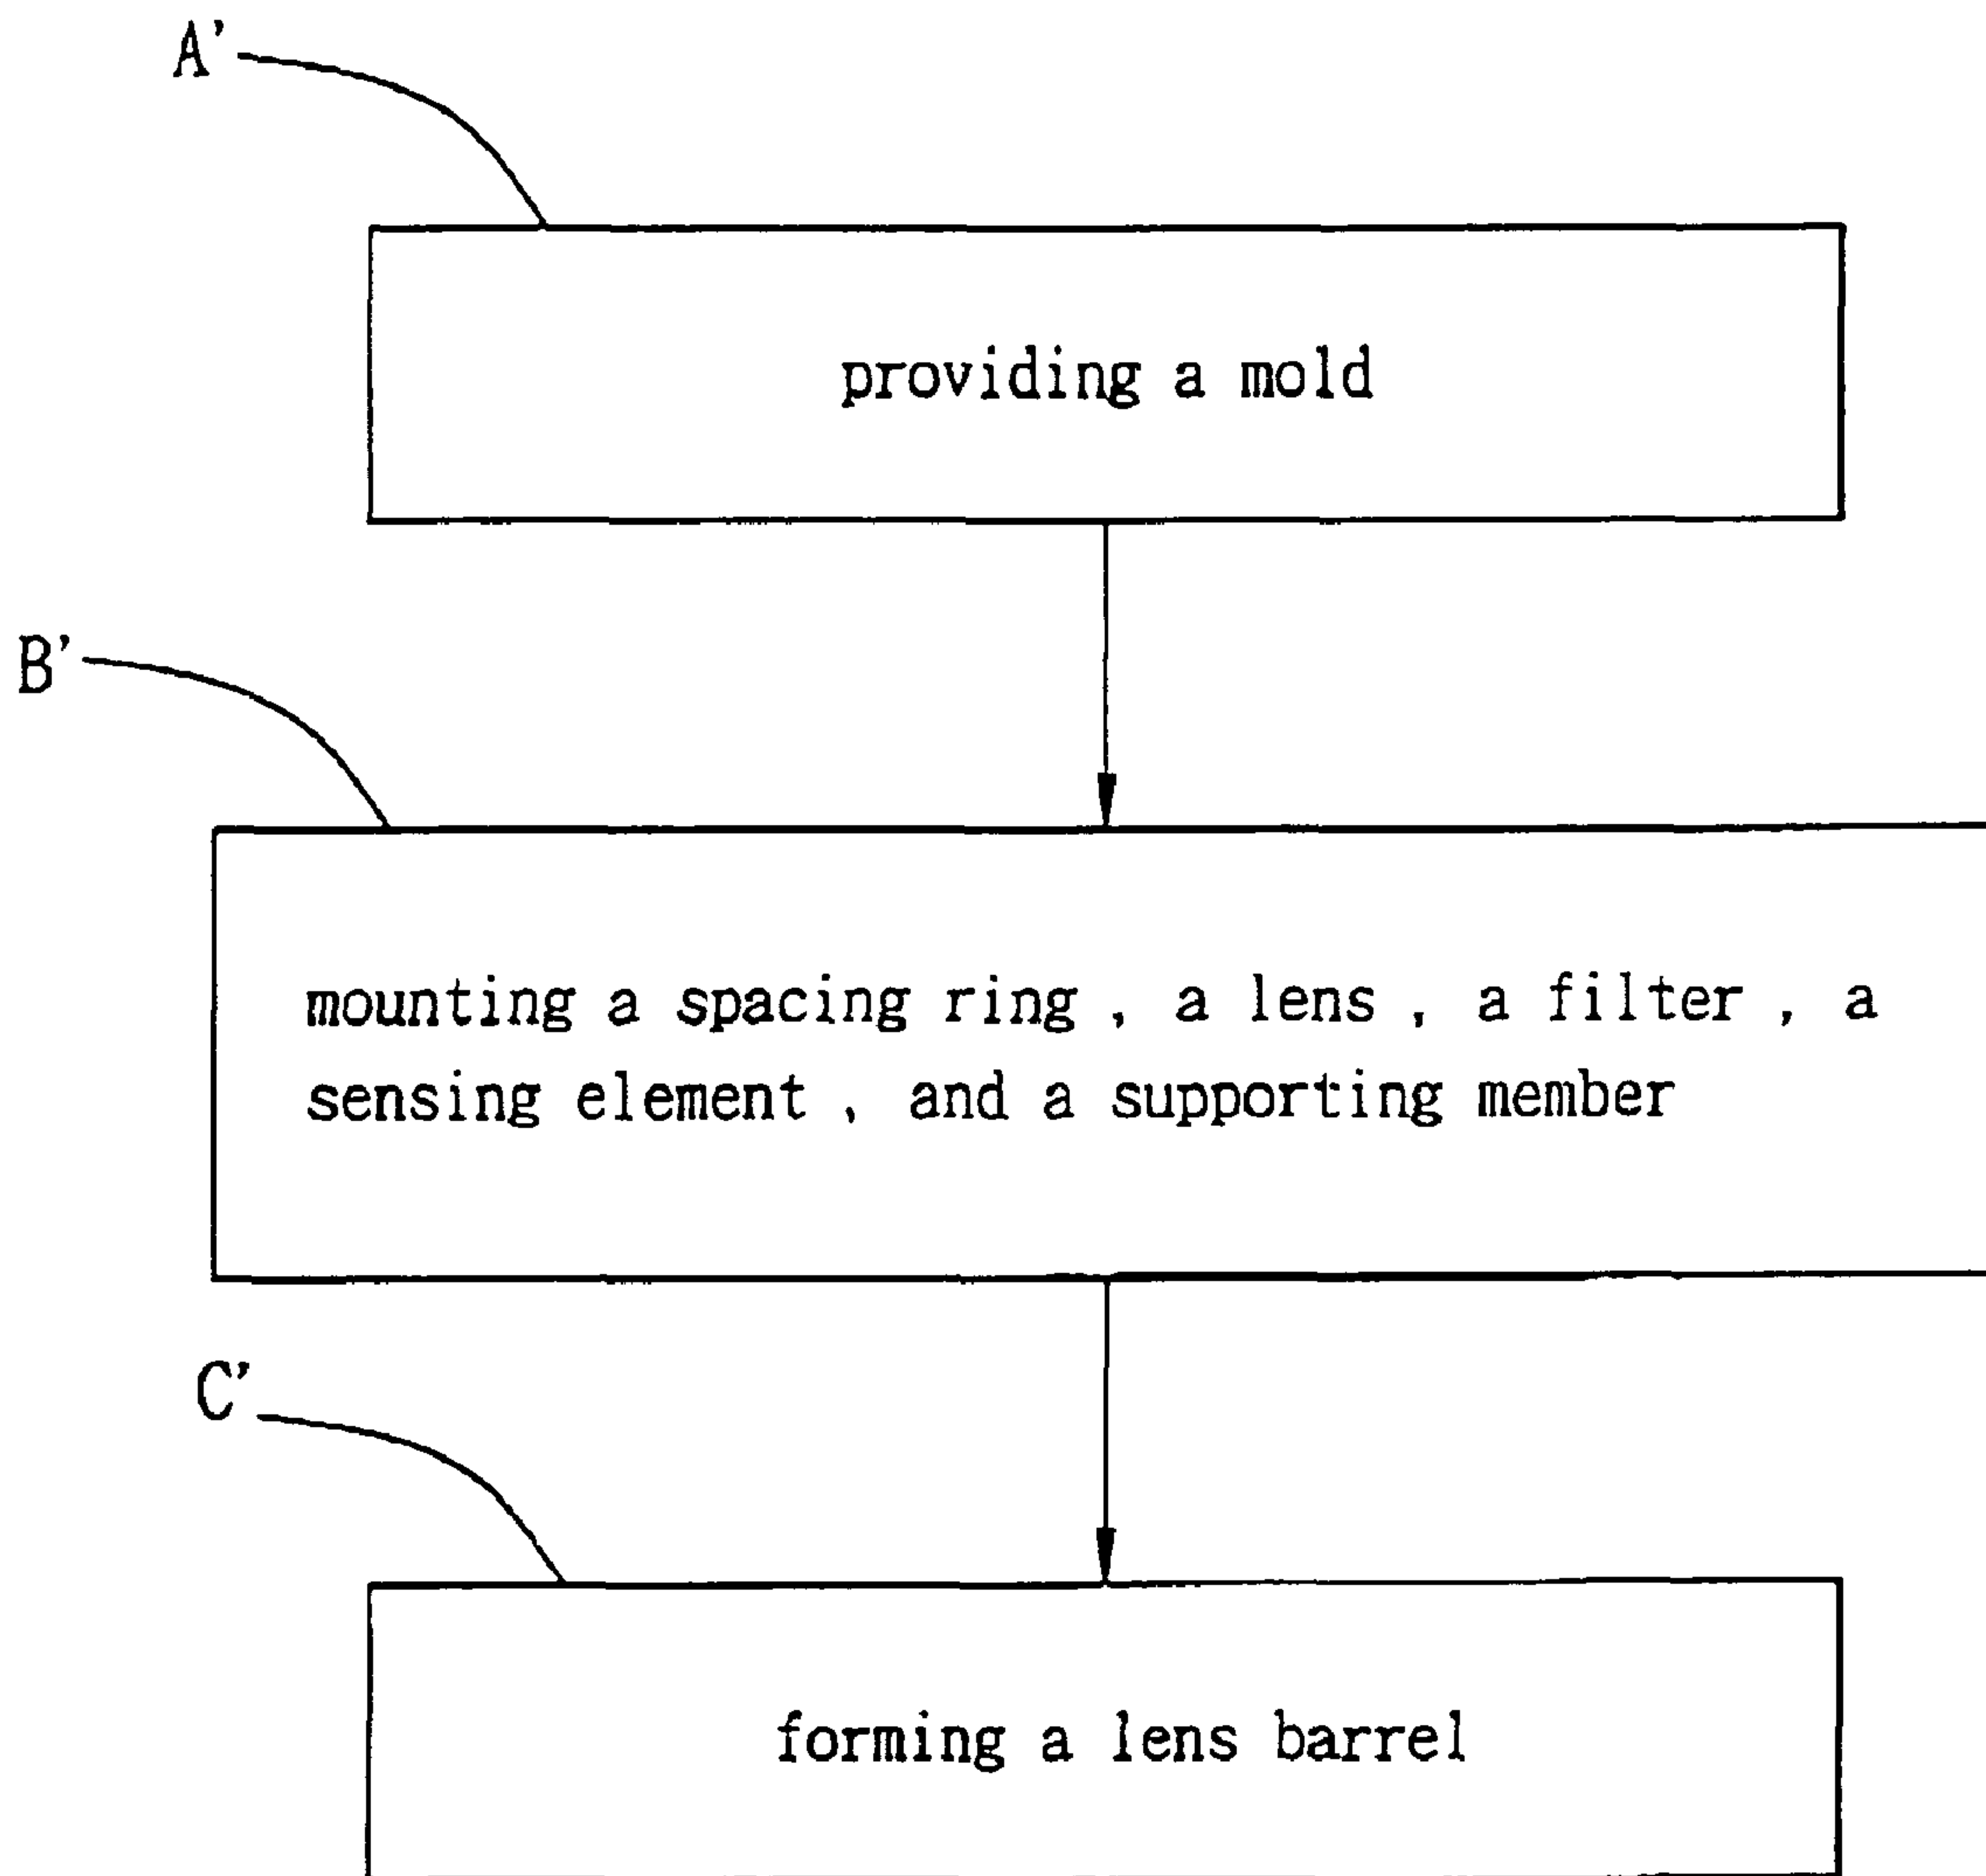 A'
providing a mold
B'
mounting a spacing ring, a lens, a filter, a
sensing element, and a supporting member
C'
forming a lens barrel